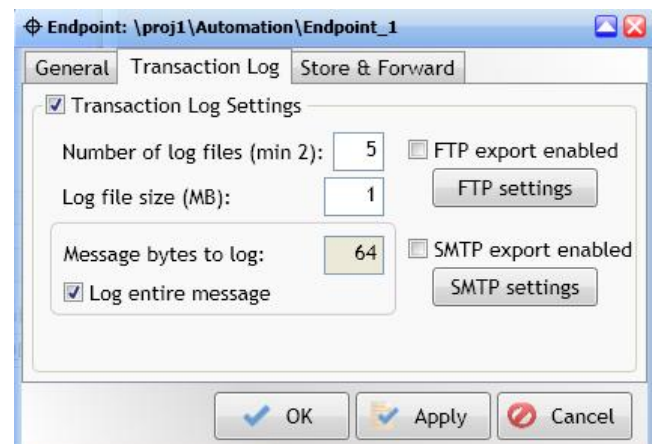 Endpoint: \proj1\Automation\Endpoint_1
General Transaction Log Store & Forward
Transaction Log Settings
Number of log files (min 2): 5 FTP export enabled
Log file size (MB): 1 FTP settings
Message bytes to log: 64 SMTP export enabled
Log entire message SMTP settings
OK Apply Cancel